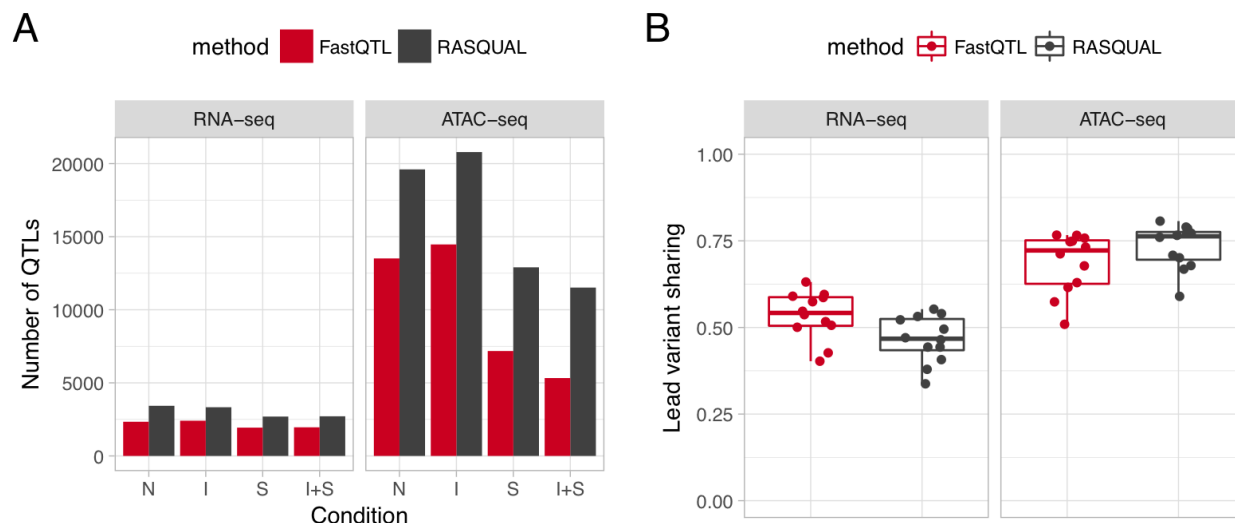 A
method FastQTL RASQUAL
RNA−seq ATAC−seq
Number of QTLs
20000
15000
10000
5000
0
N I S I+S N I S I+S
Condition
B
method FastQTL RASQUAL
RNA−seq ATAC−seq
Lead variant sharing
1.00
0.75
0.50
0.25
0.00